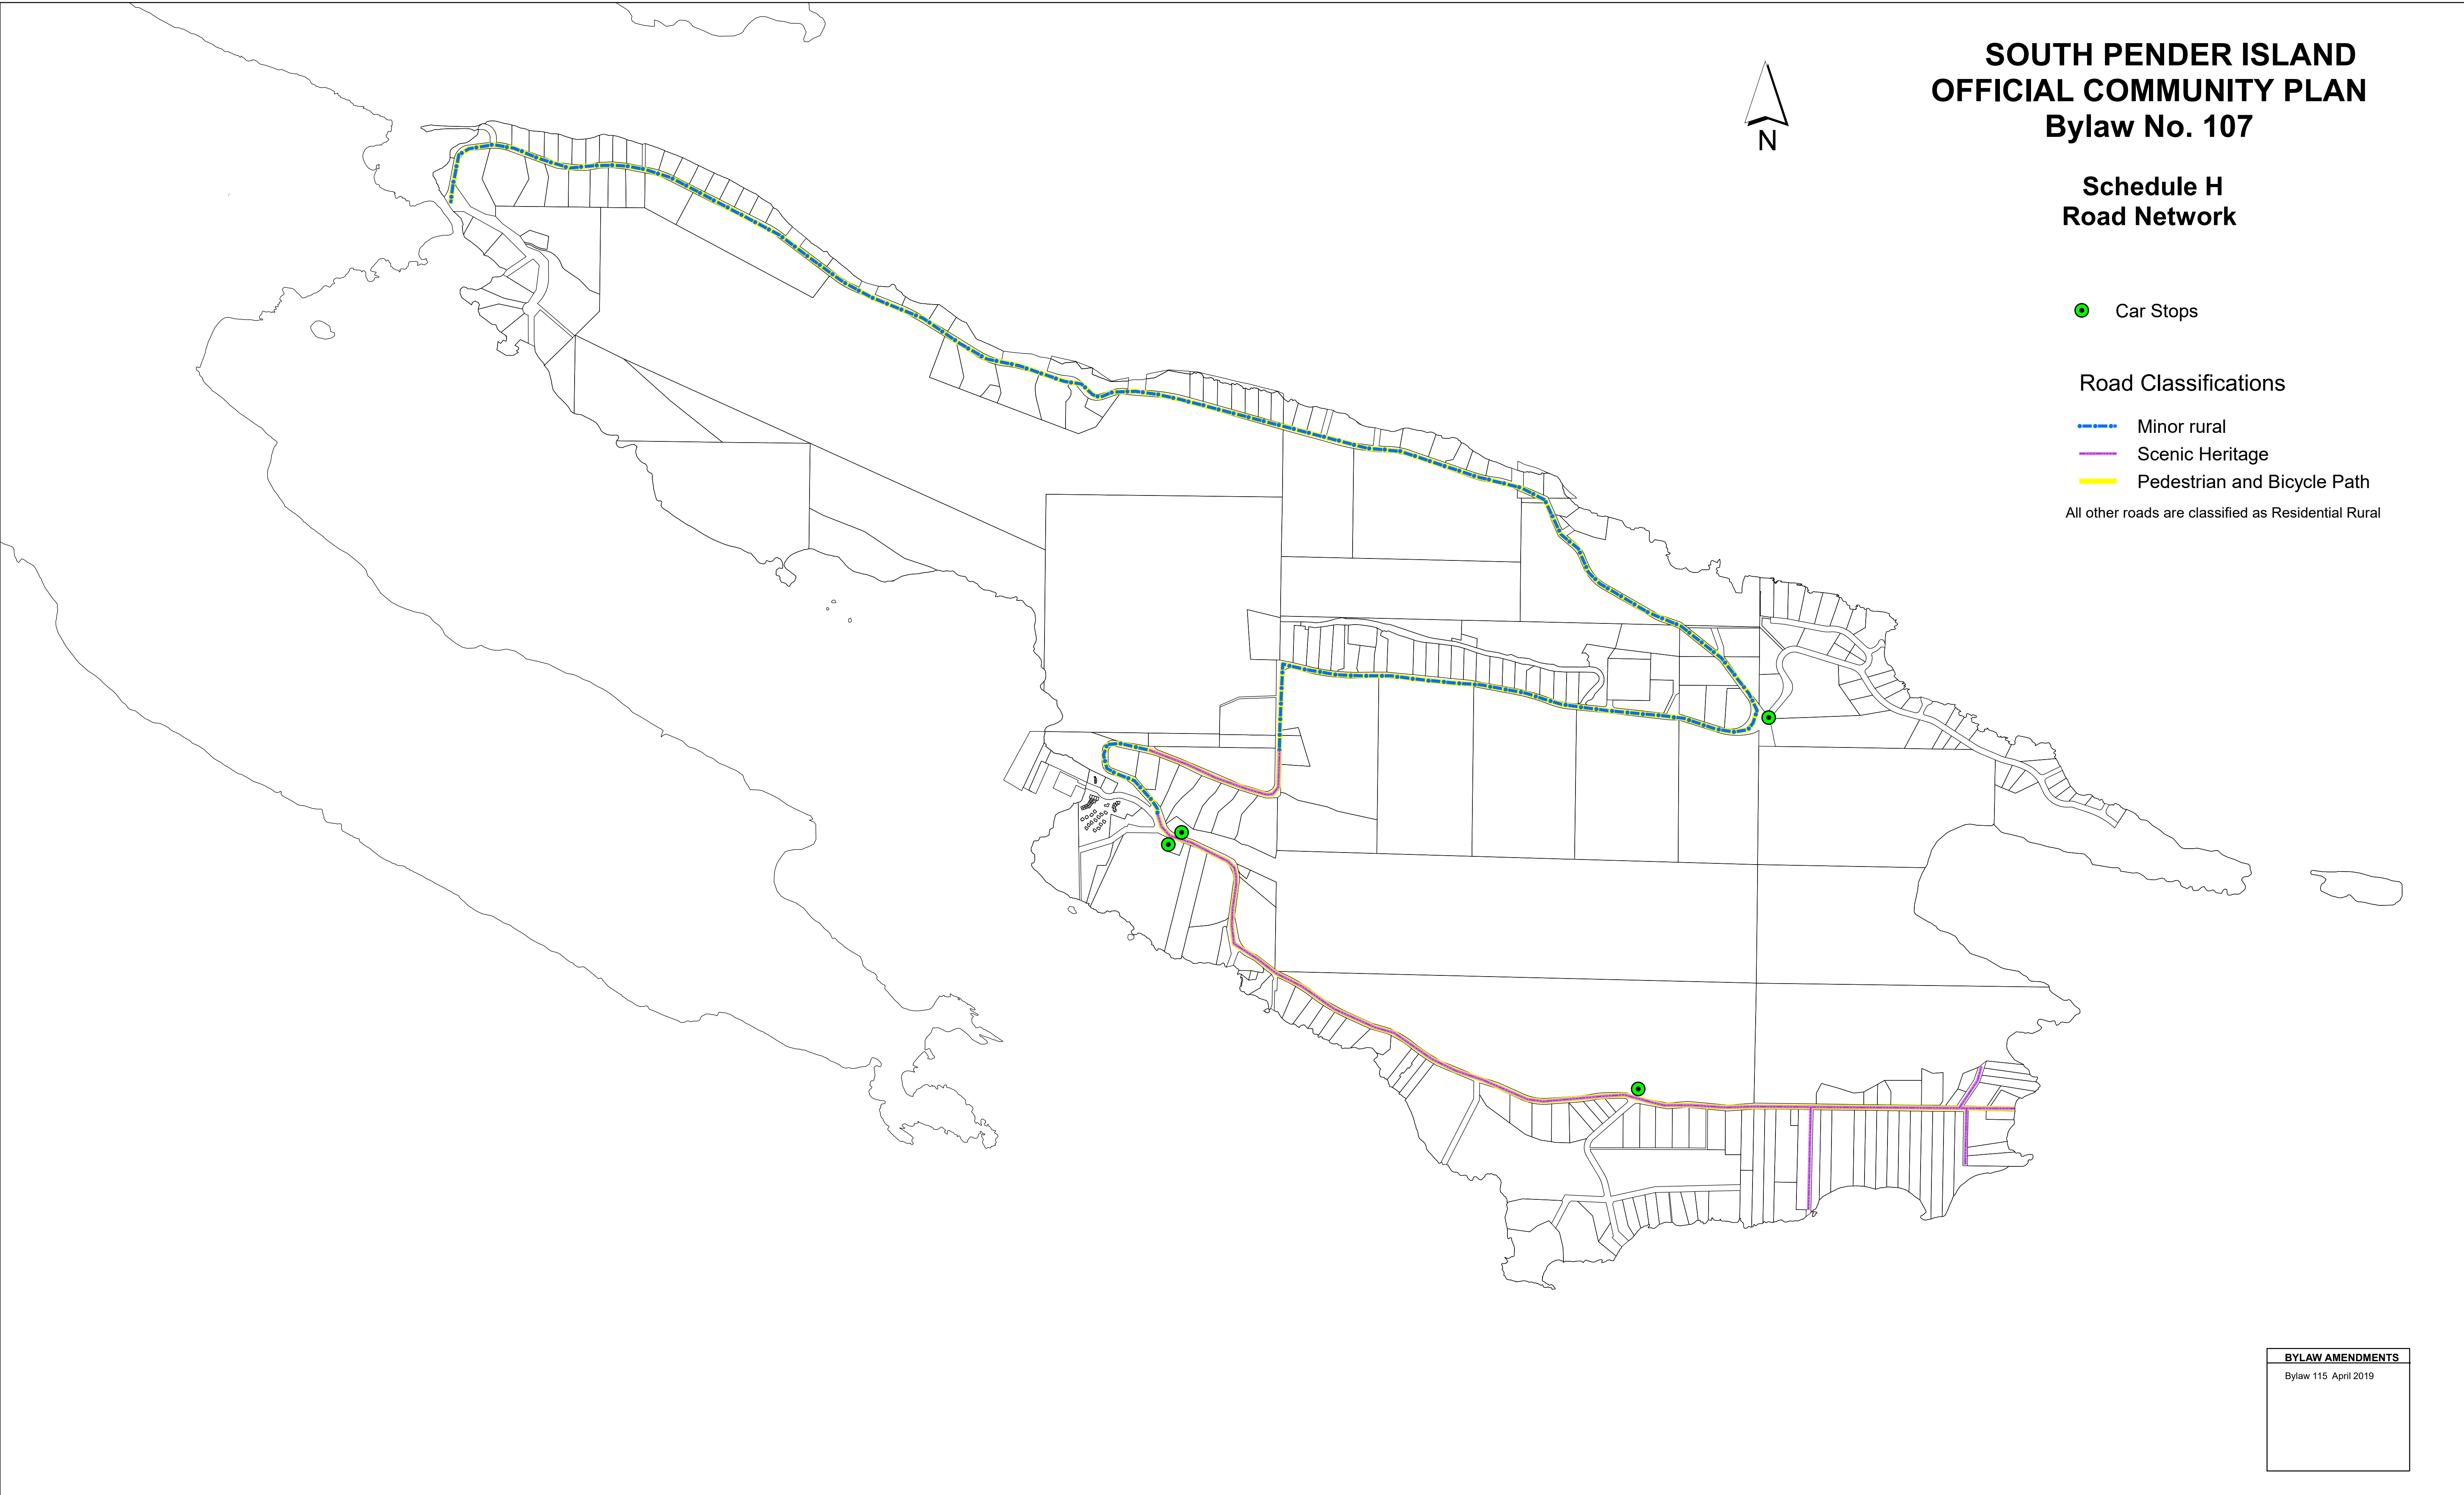 SOUTH PENDER ISLAND
OFFICIAL COMMUNITY PLAN
Bylaw No. 107
Schedule H
Road Network
N
Car Stops
Road Classifications
Minor rural
Scenic Heritage
Pedestrian and Bicycle Path
All other roads are classified as Residential Rural
BYLAW AMENDMENTS
Bylaw 115 April 2019